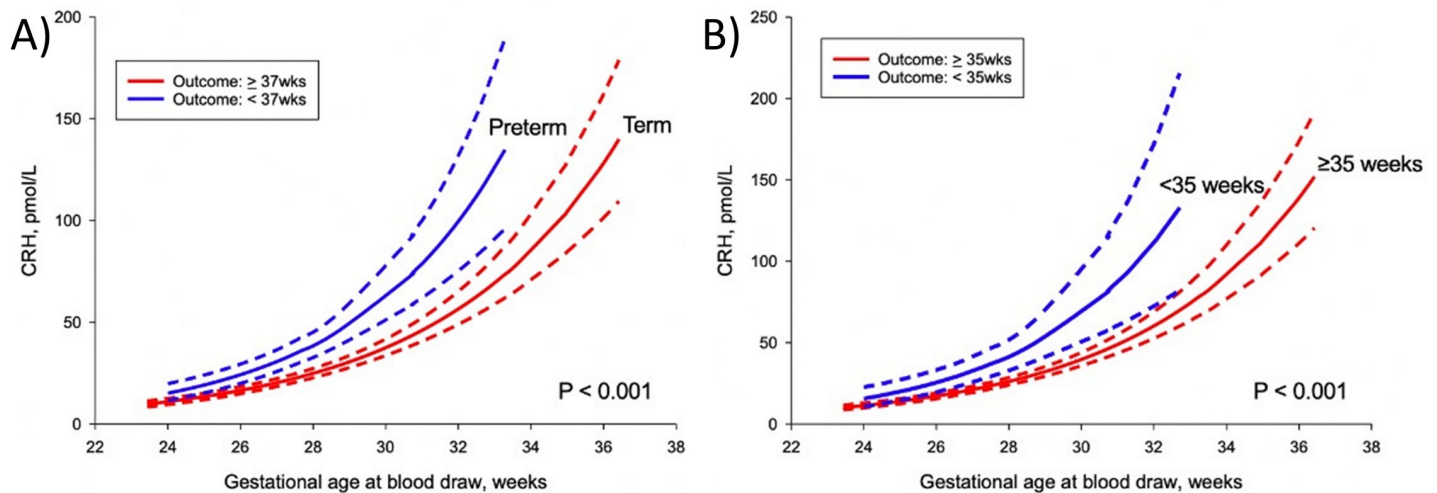 A)
200
150
100
50
0
CRH, pmol/L
Outcome: ≥ 37wks
Outcome: < 37wks
Preterm
Term
P < 0.001
22 24 26 28 30 32 34 36 38
Gestational age at blood draw, weeks
B)
250
200
150
100
50
0
CRH, pmol/L
Outcome: ≥ 35wks
Outcome: < 35wks
<35 weeks
≥35 weeks
P < 0.001
22 24 26 28 30 32 34 36 38
Gestational age at blood draw, weeks